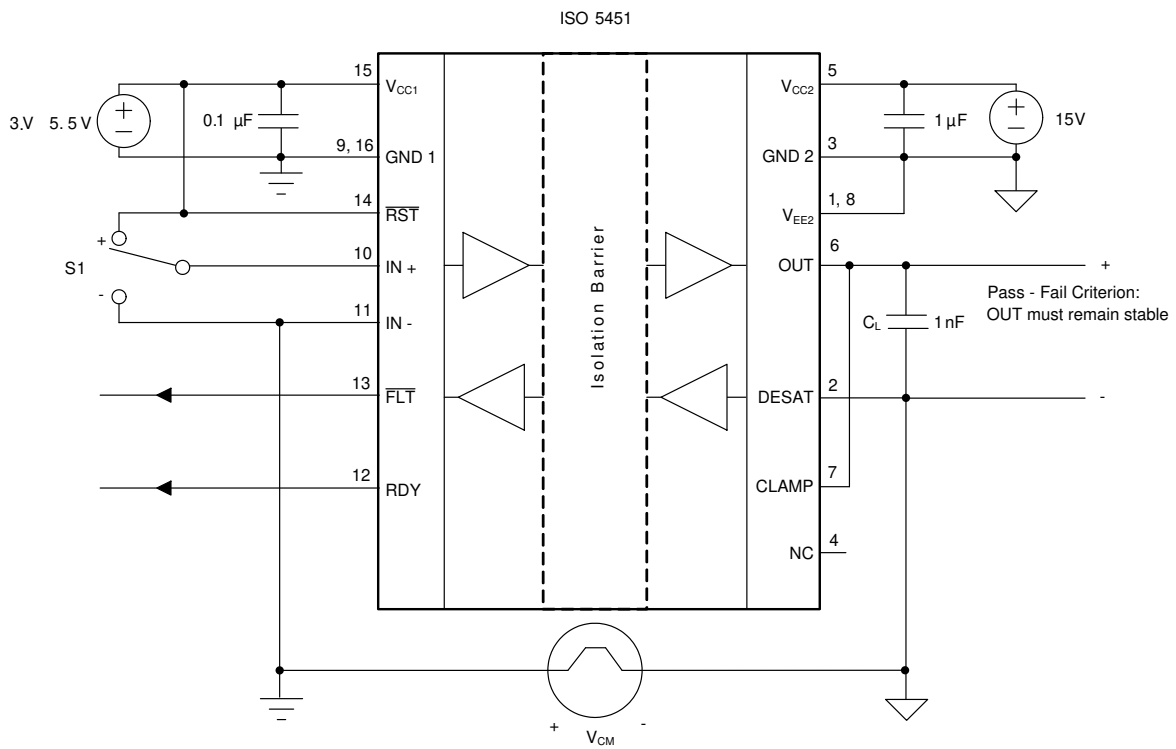 ISO 5451
15
VCC1
5
VCC2
3.V 5.5V
+
−
0.1 µF
1 µF
+
−
15V
9, 16
GND 1
3
GND 2
14
RST
1, 8
VEE2
+
S1
-
10
IN +
6
OUT
+
Pass - Fail Criterion:
OUT must remain stable
11
IN -
CL
1 nF
Isolation Barrier
13
FLT
2
DESAT
-
12
RDY
7
CLAMP
4
NC
+
VCM
-